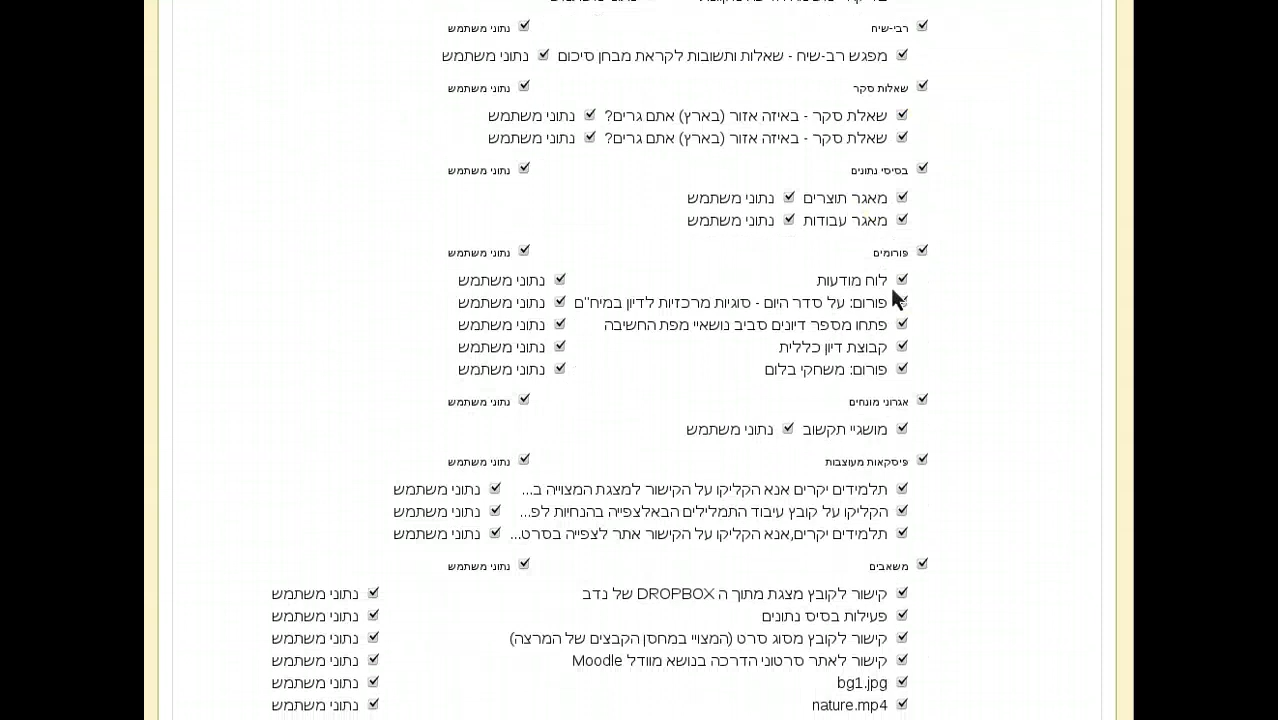 רבי-שיח נתוני משתמש
מפגש רב-שיח - שאלות ותשובות לקראת מבחן סיכום נתוני משתמש
שאלות סקר נתוני משתמש
שאלת סקר - באיזה אזור (בארץ) אתם גרים? נתוני משתמש
שאלת סקר - באיזה אזור (בארץ) אתם גרים? נתוני משתמש
בסיסי נתונים נתוני משתמש
מאגר תוצרים נתוני משתמש
מאגר עבודות נתוני משתמש
פורומים נתוני משתמש
לוח מודעות נתוני משתמש
פורום: על סדר היום - סוגיות מרכזיות לדיון במיח"ם נתוני משתמש
פתחו מספר דיונים סביב נושאיי מפת החשיבה נתוני משתמש
קבוצת דיון כללית נתוני משתמש
פורום: משחקי בלום נתוני משתמש
אגרוני מונחים נתוני משתמש
מושגיי תקשוב נתוני משתמש
פיסקאות מעוצבות נתוני משתמש
תלמידים יקרים אנא הקליקו על הקישור למצגת המצוייה ב... נתוני משתמש
הקליקו על קובץ עיבוד התמלילים הבאלצפייה בהנחיות לפ... נתוני משתמש
תלמידים יקרים,אנא הקליקו על הקישור אתר לצפייה בסרט... נתוני משתמש
משאבים נתוני משתמש
קישור לקובץ מצגת מתוך ה DROPBOX של נדב נתוני משתמש
פעילות בסיס נתונים נתוני משתמש
קישור לקובץ מסוג סרט (המצויי במחסן הקבצים של המרצה) נתוני משתמש
קישור לאתר סרטוני הדרכה בנושא מוודל Moodle נתוני משתמש
bg1.jpg נתוני משתמש
nature.mp4 נתוני משתמש